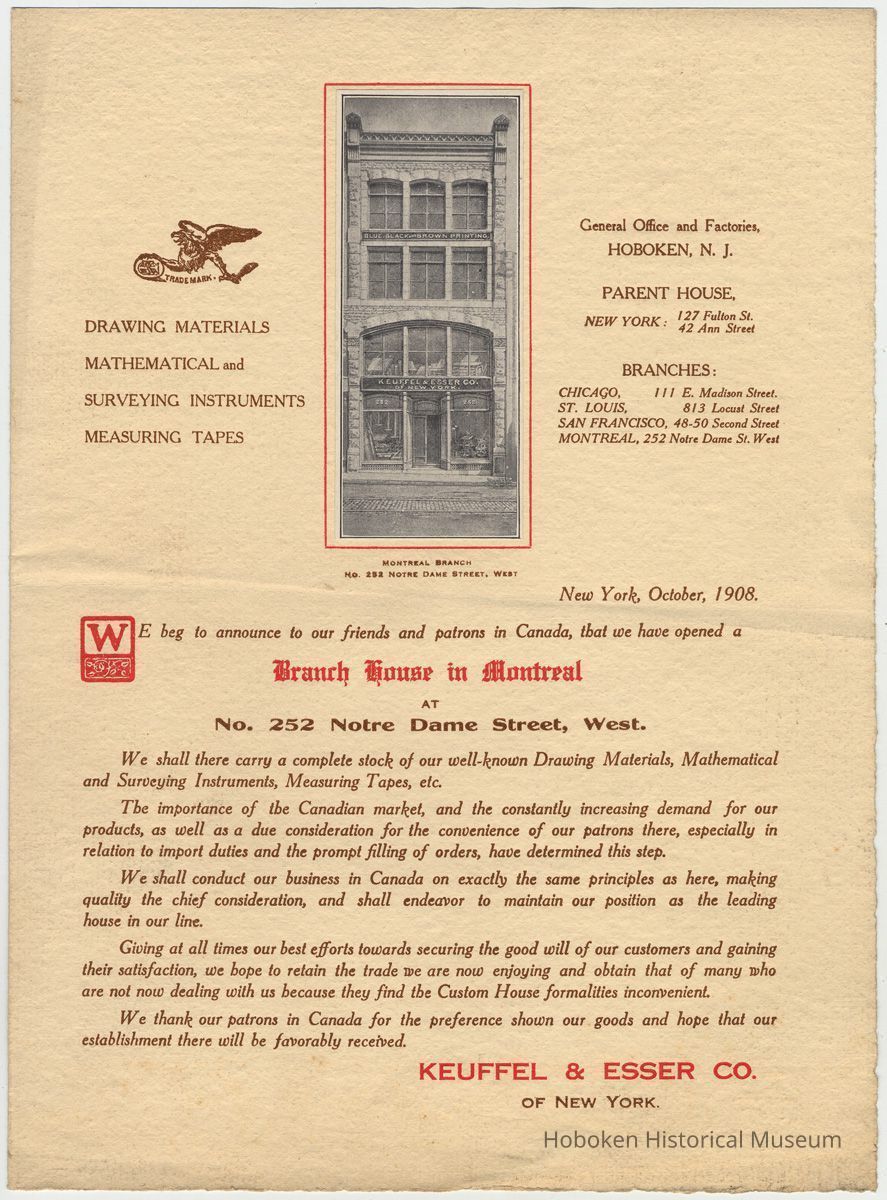 TRADE MARK.
DRAWING MATERIALS
MATHEMATICAL and
SURVEYING INSTRUMENTS
MEASURING TAPES
BLUE, BLACK AND BROWN PRINTING.
KEUFFEL & ESSER CO.
OF NEW YORK.
252
MONTREAL BRANCH
NO. 252 NOTRE DAME STREET, WEST
General Office and Factories,
HOBOKEN, N. J.
PARENT HOUSE,
NEW YORK: 127 Fulton St.
42 Ann Street
BRANCHES:
CHICAGO, 111 E. Madison Street.
ST. LOUIS, 813 Locust Street
SAN FRANCISCO, 48-50 Second Street
MONTREAL, 252 Notre Dame St. West
New York, October, 1908.
WE beg to announce to our friends and patrons in Canada, that we have opened a
Branch House in Montreal
AT
No. 252 Notre Dame Street, West.
We shall there carry a complete stock of our well-known Drawing Materials, Mathematical
and Surveying Instruments, Measuring Tapes, etc.
The importance of the Canadian market, and the constantly increasing demand for our
products, as well as a due consideration for the convenience of our patrons there, especially in
relation to import duties and the prompt filling of orders, have determined this step.
We shall conduct our business in Canada on exactly the same principles as here, making
quality the chief consideration, and shall endeavor to maintain our position as the leading
house in our line.
Giving at all times our best efforts towards securing the good will of our customers and gaining
their satisfaction, we hope to retain the trade we are now enjoying and obtain that of many who
are not now dealing with us because they find the Custom House formalities inconvenient.
We thank our patrons in Canada for the preference shown our goods and hope that our
establishment there will be favorably received.
KEUFFEL & ESSER CO.
OF NEW YORK.
Hoboken Historical Museum